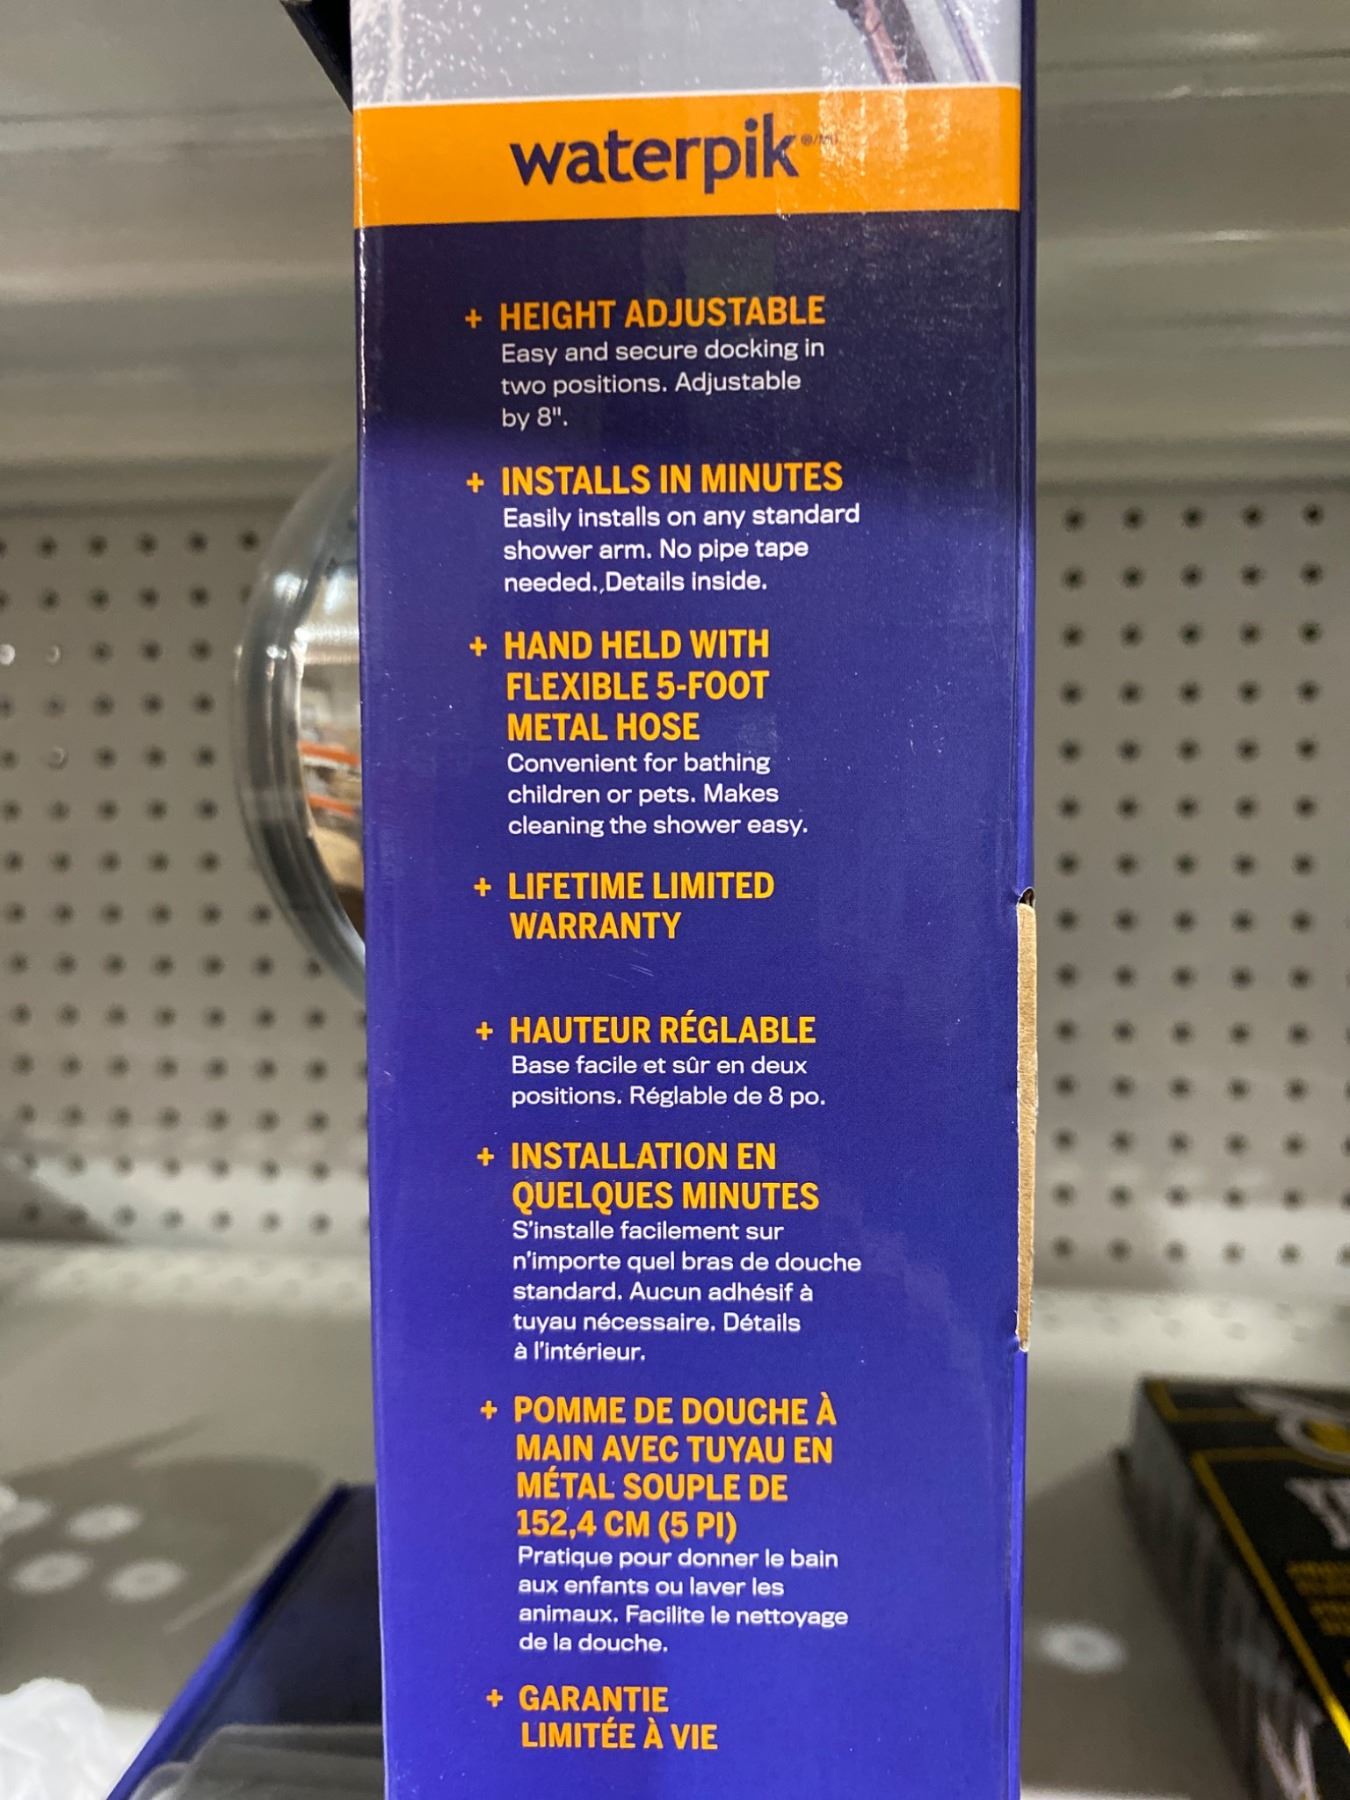 waterpik
+ HEIGHT ADJUSTABLE
Easy and secure docking in
two positions. Adjustable
by 8".
+ INSTALLS IN MINUTES
Easily installs on any standard
shower arm. No pipe tape
needed. Details inside.
+ HAND HELD WITH
FLEXIBLE 5-FOOT
METAL HOSE
Convenient for bathing
children or pets. Makes
cleaning the shower easy.
+ LIFETIME LIMITED
WARRANTY
+ HAUTEUR RÉGLABLE
Base facile et sûr en deux
positions. Réglable de 8 po.
+ INSTALLATION EN
QUELQUES MINUTES
S'installe facilement sur
n'importe quel bras de douche
standard. Aucun adhésif à
tuyau nécessaire. Détails
à l'intérieur.
+ POMME DE DOUCHE À
MAIN AVEC TUYAU EN
MÉTAL SOUPLE DE
152,4 CM (5 PI)
Pratique pour donner le bain
aux enfants ou laver les
animaux. Facilite le nettoyage
de la douche.
+ GARANTIE
LIMITÉE À VIE